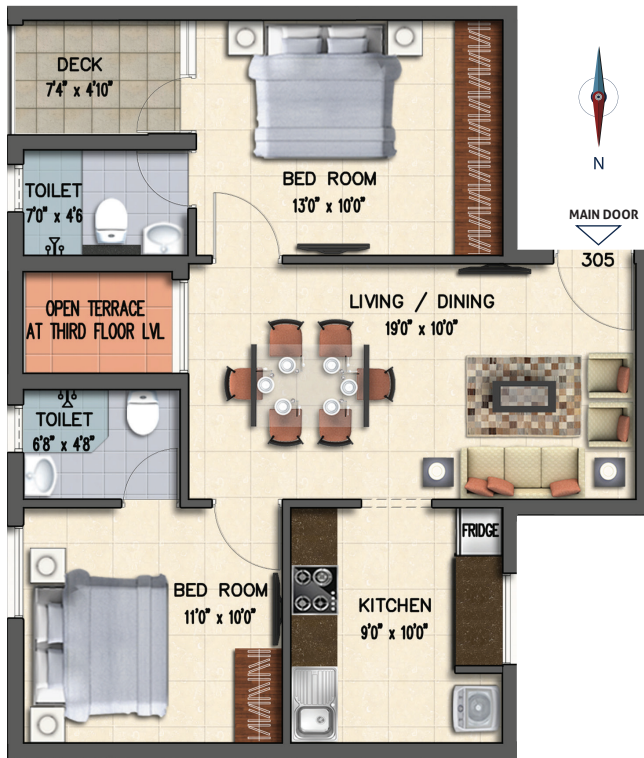 DECK
7'4" x 4'10"
BED ROOM
13'0" x 10'0"
N
TOILET
7'0" x 4'6
MAIN DOOR
305
OPEN TERRACE
AT THIRD FLOOR LVL
LIVING / DINING
19'0" x 10'0"
TOILET
6'8" x 4'8"
FRIDGE
BED ROOM
11'0" x 10'0"
KITCHEN
9'0" x 10'0"